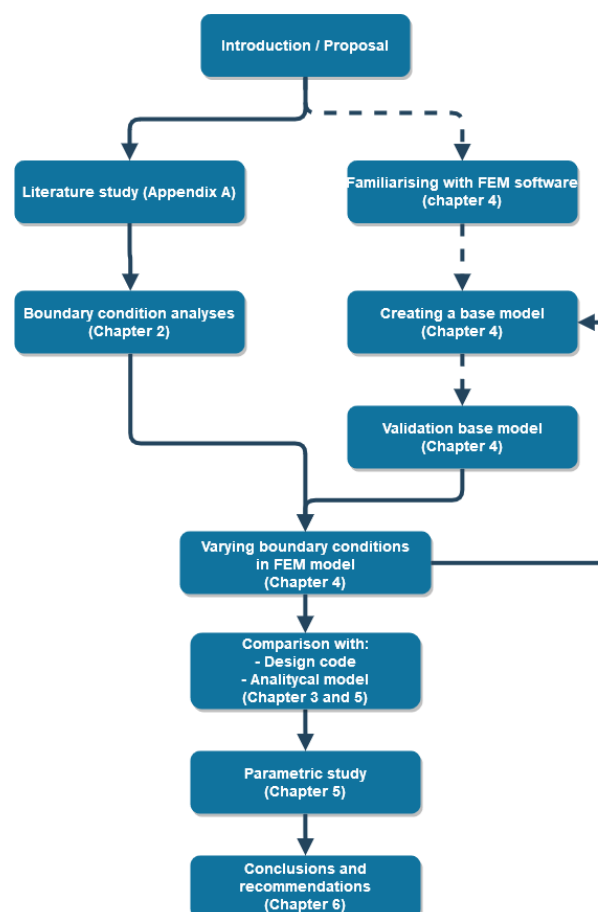 Introduction / Proposal
Literature study (Appendix A)
Familiarising with FEM software
(chapter 4)
Boundary condition analyses
(Chapter 2)
Creating a base model
(Chapter 4)
Validation base model
(Chapter 4)
Varying boundary conditions
in FEM model
(Chapter 4)
Comparison with:
- Design code
- Analitycal model
(Chapter 3 and 5)
Parametric study
(Chapter 5)
Conclusions and
recommendations
(Chapter 6)